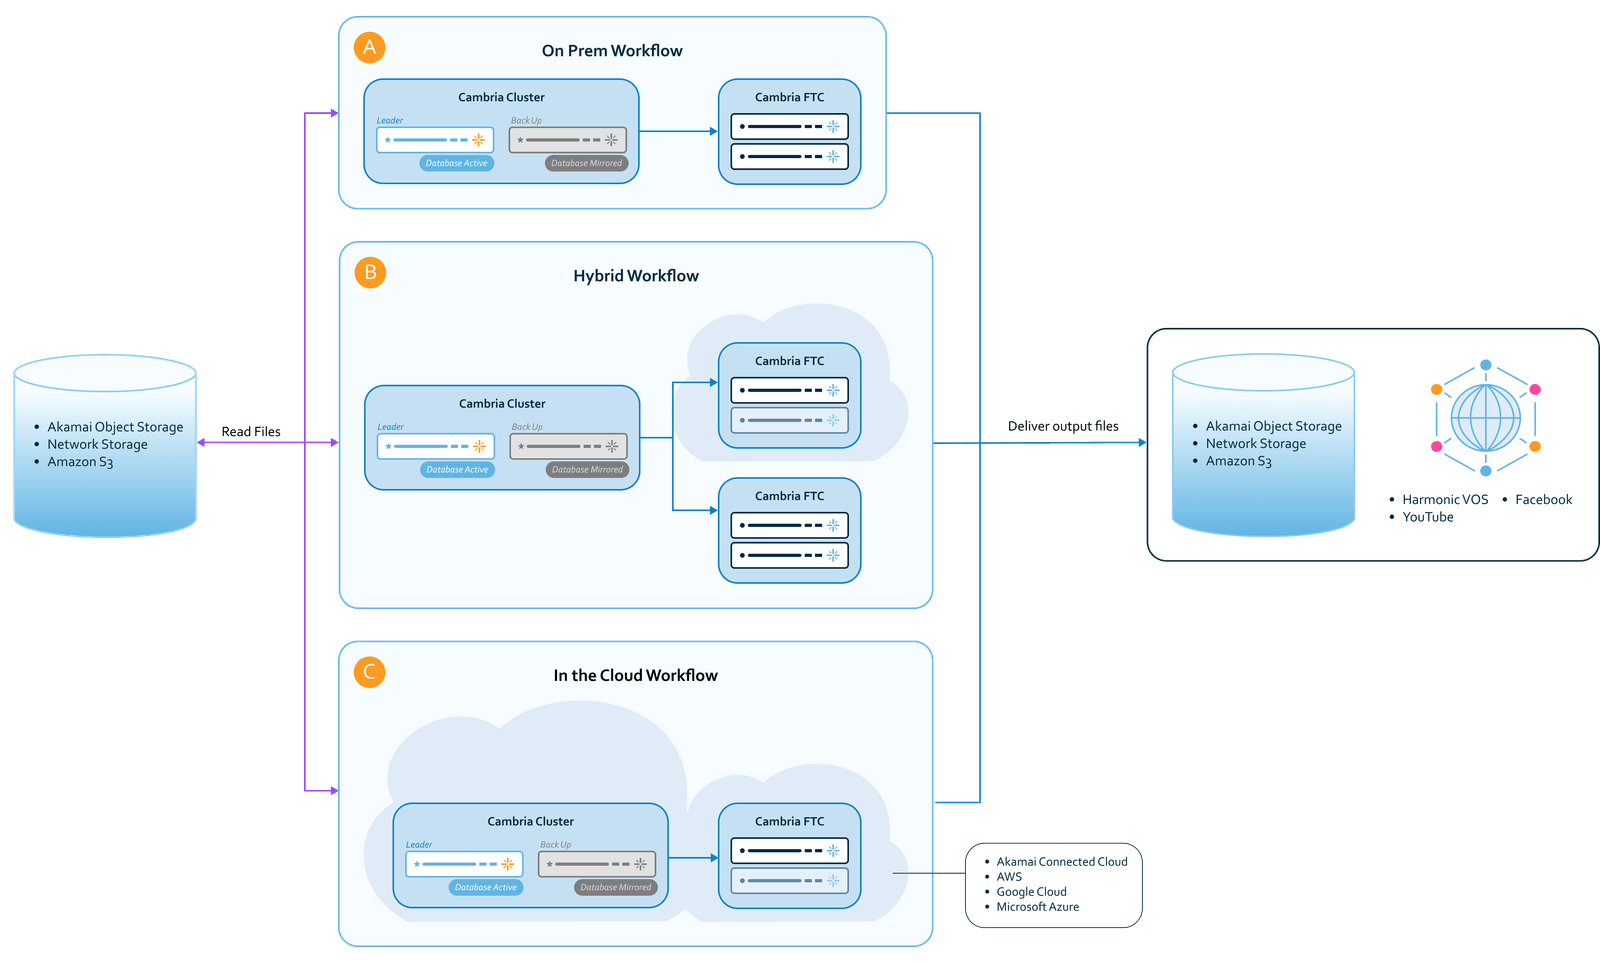 A
On Prem Workflow
Cambria Cluster
Leader
Back Up
Database Active
Database Mirrored
Cambria FTC
B
Hybrid Workflow
Cambria Cluster
Leader
Back Up
Database Active
Database Mirrored
Cambria FTC
Cambria FTC
• Akamai Object Storage
• Network Storage
• Amazon S3
Read Files
Deliver output files
• Akamai Object Storage
• Network Storage
• Amazon S3
• Harmonic VOS • Facebook
• YouTube
C
In the Cloud Workflow
Cambria Cluster
Leader
Back Up
Database Active
Database Mirrored
Cambria FTC
• Akamai Connected Cloud
• AWS
• Google Cloud
• Microsoft Azure